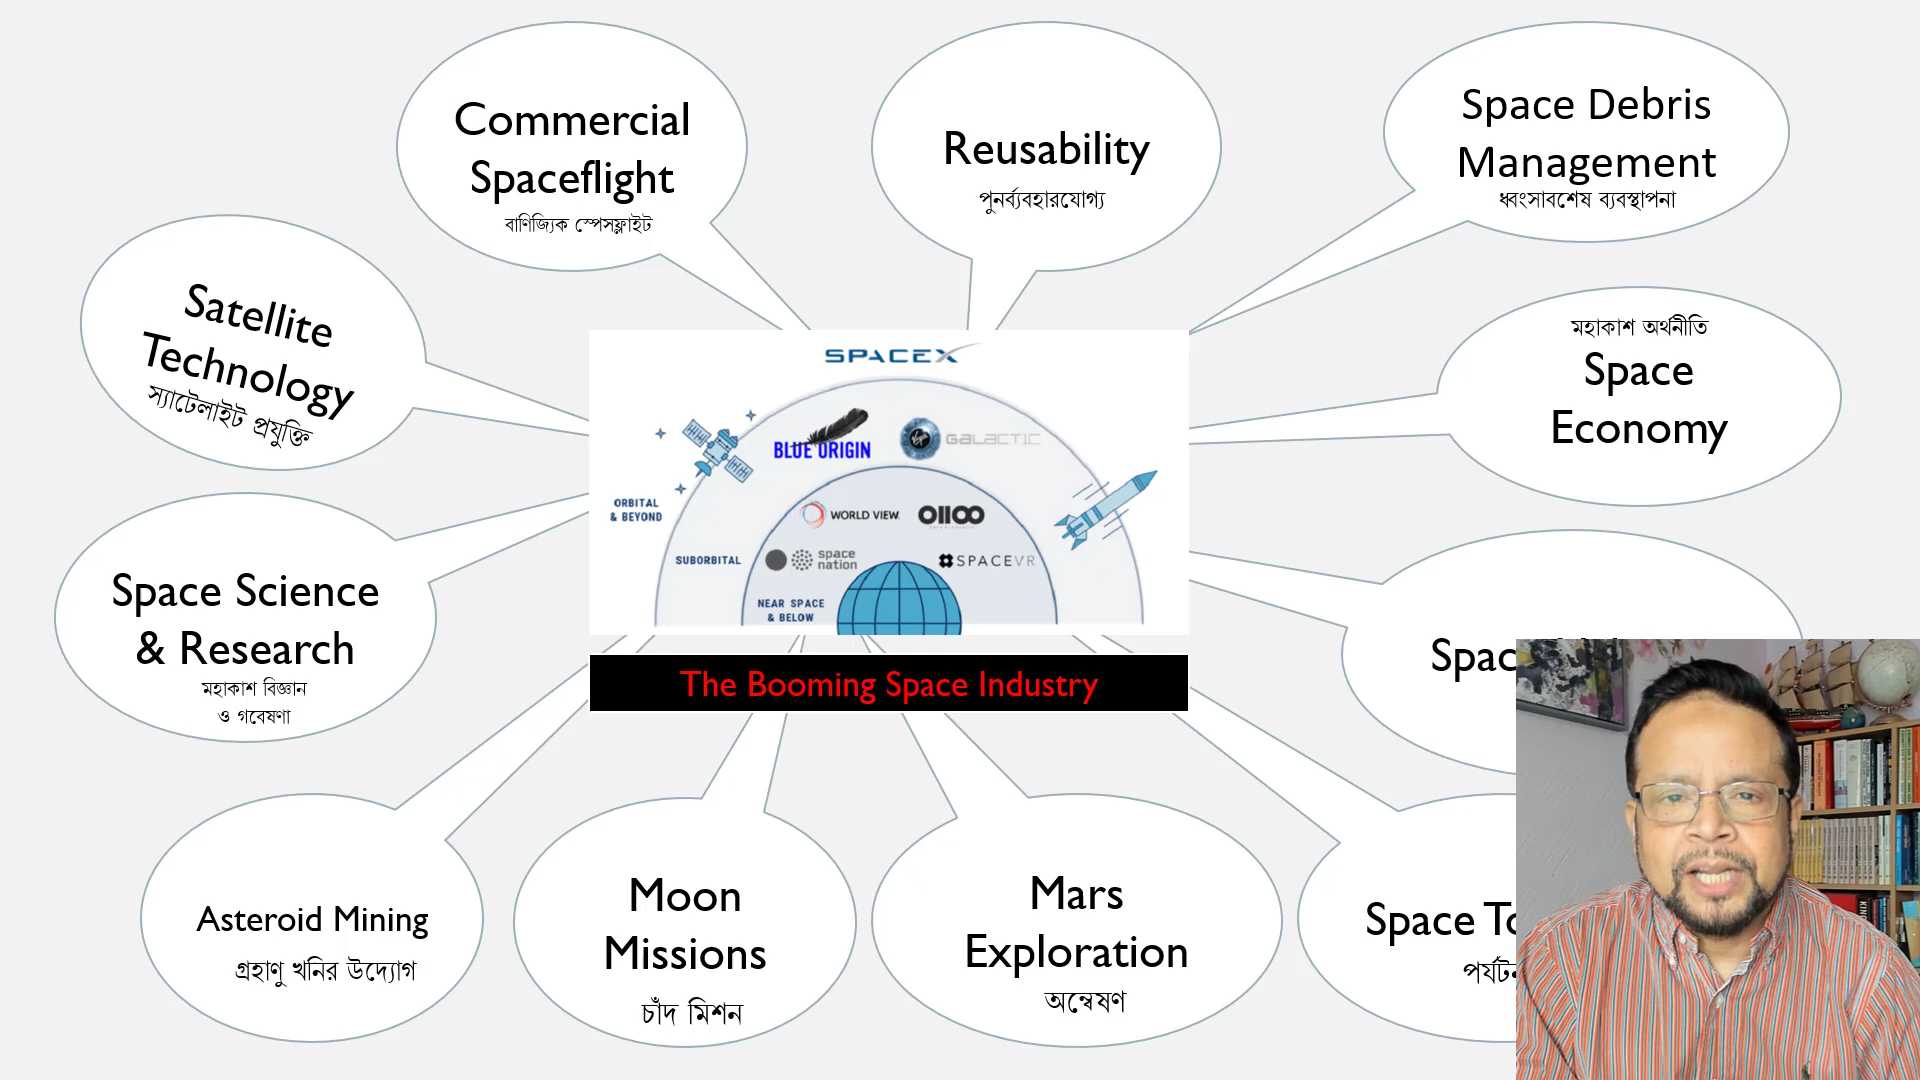 Commercial
Spaceflight
বাণিজ্যিক স্পেসফ্লাইট
Reusability
পুনর্ব্যবহারযোগ্য
Space Debris
Management
ধ্বংসাবশেষ ব্যবস্থাপনা
Satellite
Technology
স্যাটেলাইট প্রযুক্তি
মহাকাশ অর্থনীতি
Space
Economy
SPACEX
BLUE ORIGIN
GALACTIC
ORBITAL
& BEYOND
WORLD VIEW
SUBORBITAL
space
nation
SPACEVR
NEAR SPACE
& BELOW
The Booming Space Industry
Space Science
& Research
মহাকাশ বিজ্ঞান
ও গবেষণা
Asteroid Mining
গ্রহাণু খনির উদ্যোগ
Moon
Missions
চাঁদ মিশন
Mars
Exploration
অন্বেষণ
Space